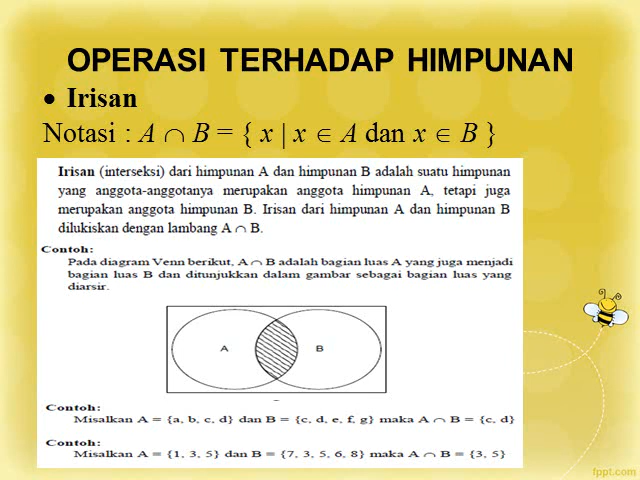 OPERASI TERHADAP HIMPUNAN
• Irisan
Notasi : A ∩ B = { x | x ∈ A dan x ∈ B }
Irisan (interseksi) dari himpunan A dan himpunan B adalah suatu himpunan
yang anggota-anggotanya merupakan anggota himpunan A, tetapi juga
merupakan anggota himpunan B. Irisan dari himpunan A dan himpunan B
dilukiskan dengan lambang A ∩ B.
Contoh:
Pada diagram Venn berikut, A ∩ B adalah bagian luas A yang juga menjadi
bagian luas B dan ditunjukkan dalam gambar sebagai bagian luas yang
diarsir.
A B
Contoh:
Misalkan A = {a, b, c, d} dan B = {c, d, e, f, g} maka A ∩ B = {c, d}
Contoh:
Misalkan A = {1, 3, 5} dan B = {7, 3, 5, 6, 8} maka A ∩ B = {3, 5}
fppt.com